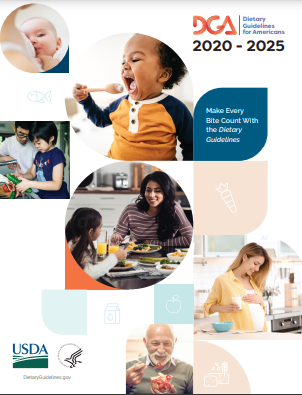 DGA
Dietary
Guidelines
for Americans
2020 - 2025
Make Every
Bite Count With
the Dietary
Guidelines
USDA
DietaryGuidelines.gov